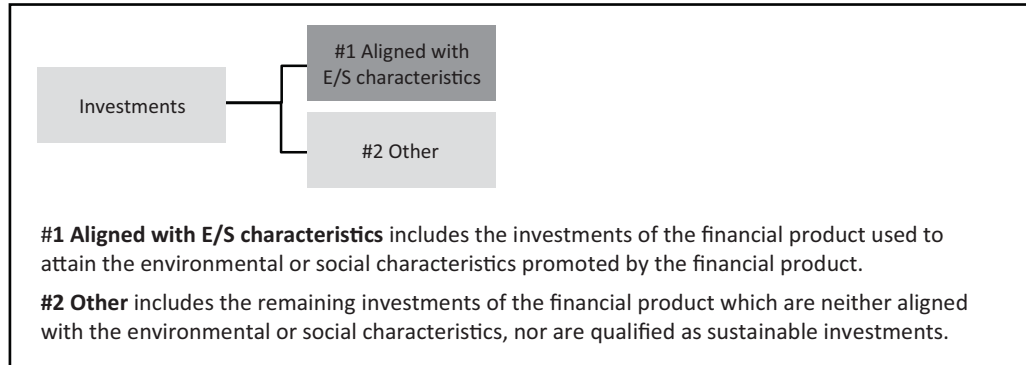 #1 Aligned with
E/S characteristics
Investments
#2 Other
#1 Aligned with E/S characteristics includes the investments of the financial product used to
attain the environmental or social characteristics promoted by the financial product.
#2 Other includes the remaining investments of the financial product which are neither aligned
with the environmental or social characteristics, nor are qualified as sustainable investments.